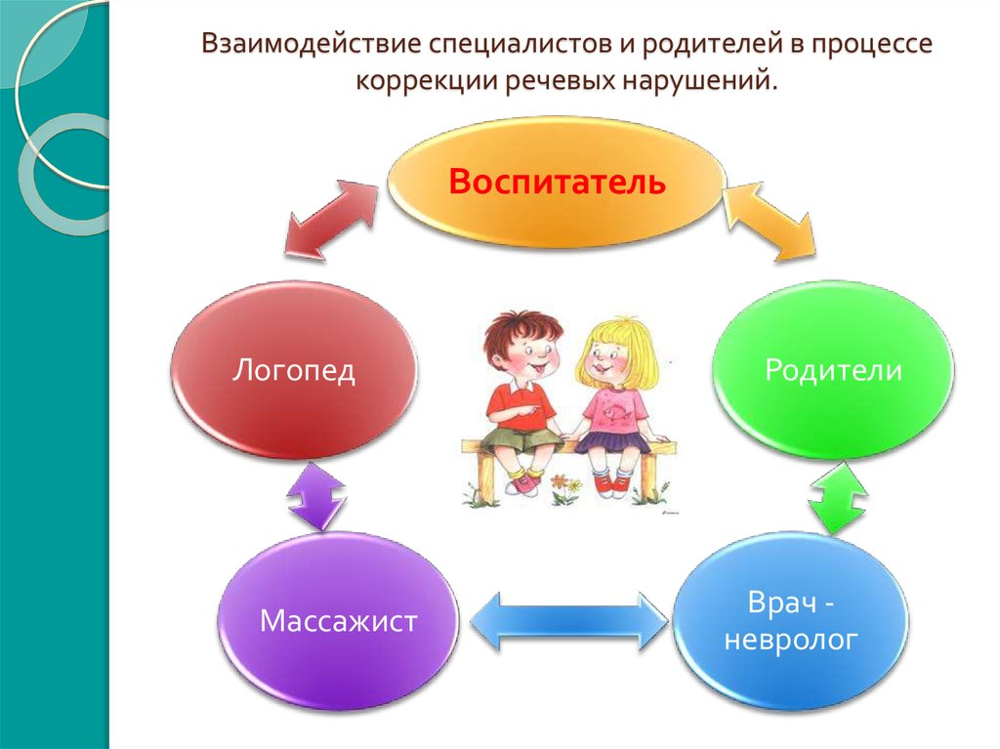 Взаимодействие специалистов и родителей в процессе
коррекции речевых нарушений.
Воспитатель
Логопед
Родители
Массажист
Врач -
невролог